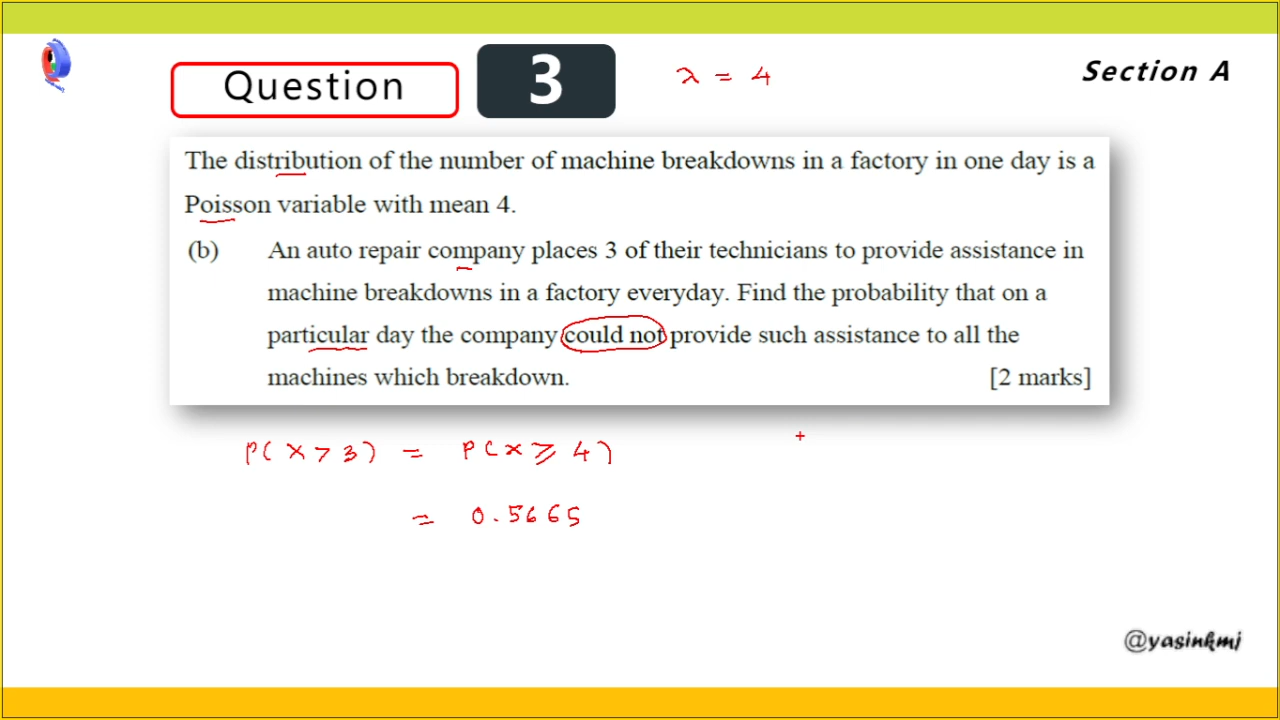 Question
3
λ = 4
Section A
The distribution of the number of machine breakdowns in a factory in one day is a
Poisson variable with mean 4.
(b) An auto repair company places 3 of their technicians to provide assistance in
machine breakdowns in a factory everyday. Find the probability that on a
particular day the company could not provide such assistance to all the
machines which breakdown. [2 marks]
P(X > 3) = P(X ≥ 4)
= 0.5665
@yasinkmj